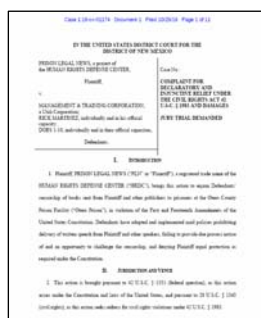 IN THE UNITED STATES DISTRICT COURT FOR THE
DISTRICT OF NEW MEXICO
PRISON LEGAL NEWS, a project of
the HUMAN RIGHTS DEFENSE CENTER,
Plaintiff,
v.
MANAGEMENT & TRAINING CORPORATION,
a Utah Corporation;
RICK MARTINEZ, individually and in his official
capacity;
DOES 1-10, individually and in their official capacities,
Defendants.
Case No.
COMPLAINT FOR
DECLARATORY AND
INJUNCTIVE RELIEF UNDER
THE CIVIL RIGHTS ACT 42
U.S.C. § 1983 AND DAMAGES
JURY TRIAL DEMANDED
I. INTRODUCTION
1. Plaintiff, PRISON LEGAL NEWS ("PLN" or "Plaintiff"), a registered trade name of the
HUMAN RIGHTS DEFENSE CENTER ("HRDC"), brings this action to enjoin Defendants'
censorship of books sent from Plaintiff and other publishers to prisoners at the Otero County
Prison Facility ("Otero Prison"), in violation of the First and Fourteenth Amendments of the
United States Constitution. Defendants have adopted and implemented mail policies prohibiting
delivery of written speech from Plaintiff and other speakers, failing to provide due process notice
of and an opportunity to challenge the censorship, and denying Plaintiff equal protection as
required under the Constitution.
II. JURISDICTION AND VENUE
2. This action is brought pursuant to
(federal question), as this action
arises under the Constitution and laws of the United States, and pursuant to 28 U.S.C. § 1343
(civil rights), as this action seeks redress for civil rights violations under 42 U.S.C. § 1983.